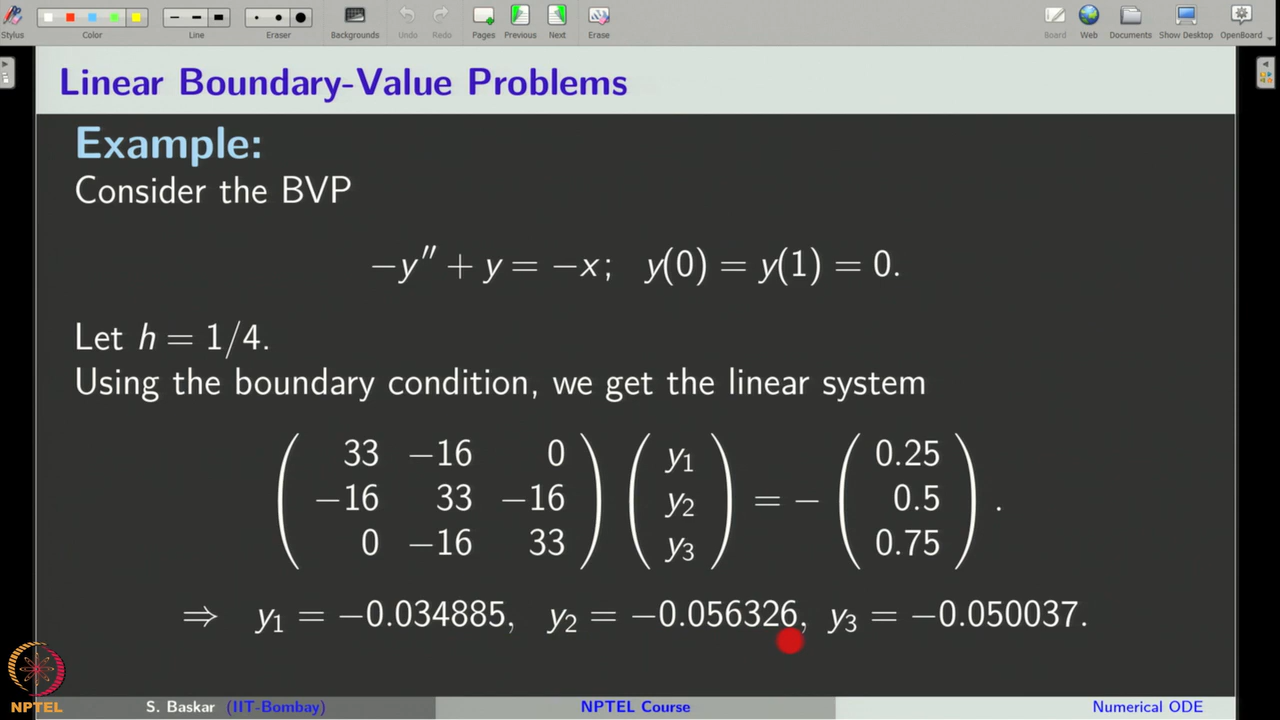 Stylus Color Line Eraser Backgrounds Undo Redo Pages Previous Next Erase Board Web Documents Show Desktop OpenBoard
Linear Boundary-Value Problems
Example:
Consider the BVP
−y″ + y = −x; y(0) = y(1) = 0.
Let h = 1/4.
Using the boundary condition, we get the linear system
33 −16 0 y₁ 0.25
−16 33 −16 y₂ = − 0.5 .
0 −16 33 y₃ 0.75
⇒ y₁ = −0.034885, y₂ = −0.056326, y₃ = −0.050037.
NPTEL
S. Baskar (IIT-Bombay) NPTEL Course Numerical ODE